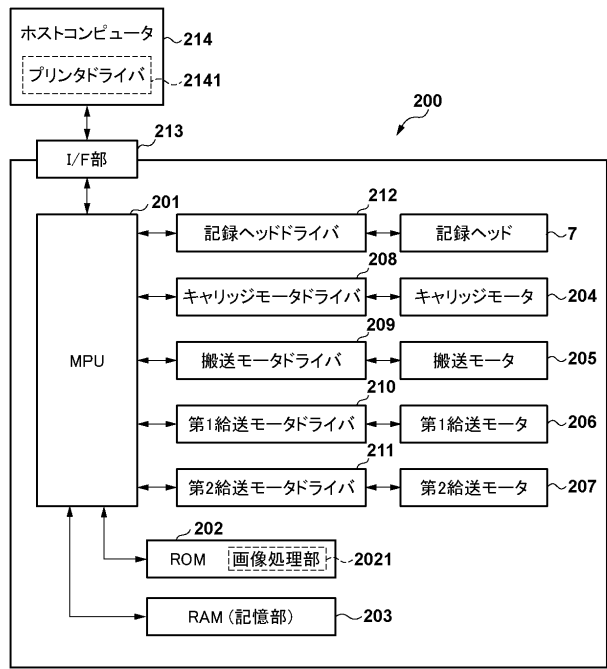 ホストコンピュータ
214
プリンタドライバ
2141
200
I/F部
213
201
MPU
212
記録ヘッドドライバ
記録ヘッド
7
208
キャリッジモータドライバ
キャリッジモータ
204
209
搬送モータドライバ
搬送モータ
205
210
第1給送モータドライバ
第1給送モータ
206
211
第2給送モータドライバ
第2給送モータ
207
202
ROM
画像処理部
2021
RAM(記憶部)
203